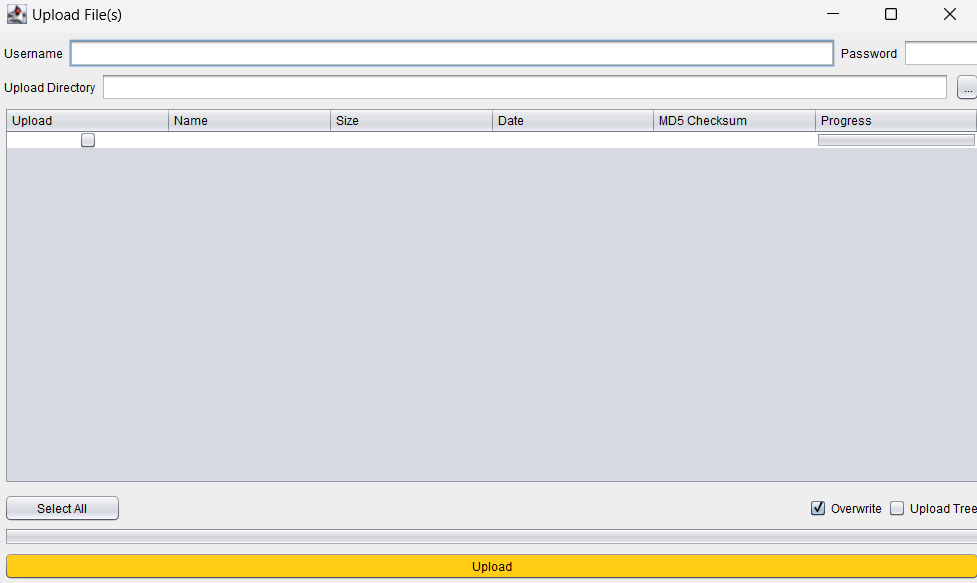 Upload File(s)
Username Password
Upload Directory ...
Upload Name Size Date MD5 Checksum Progress
Select All Overwrite Upload Tree
Upload